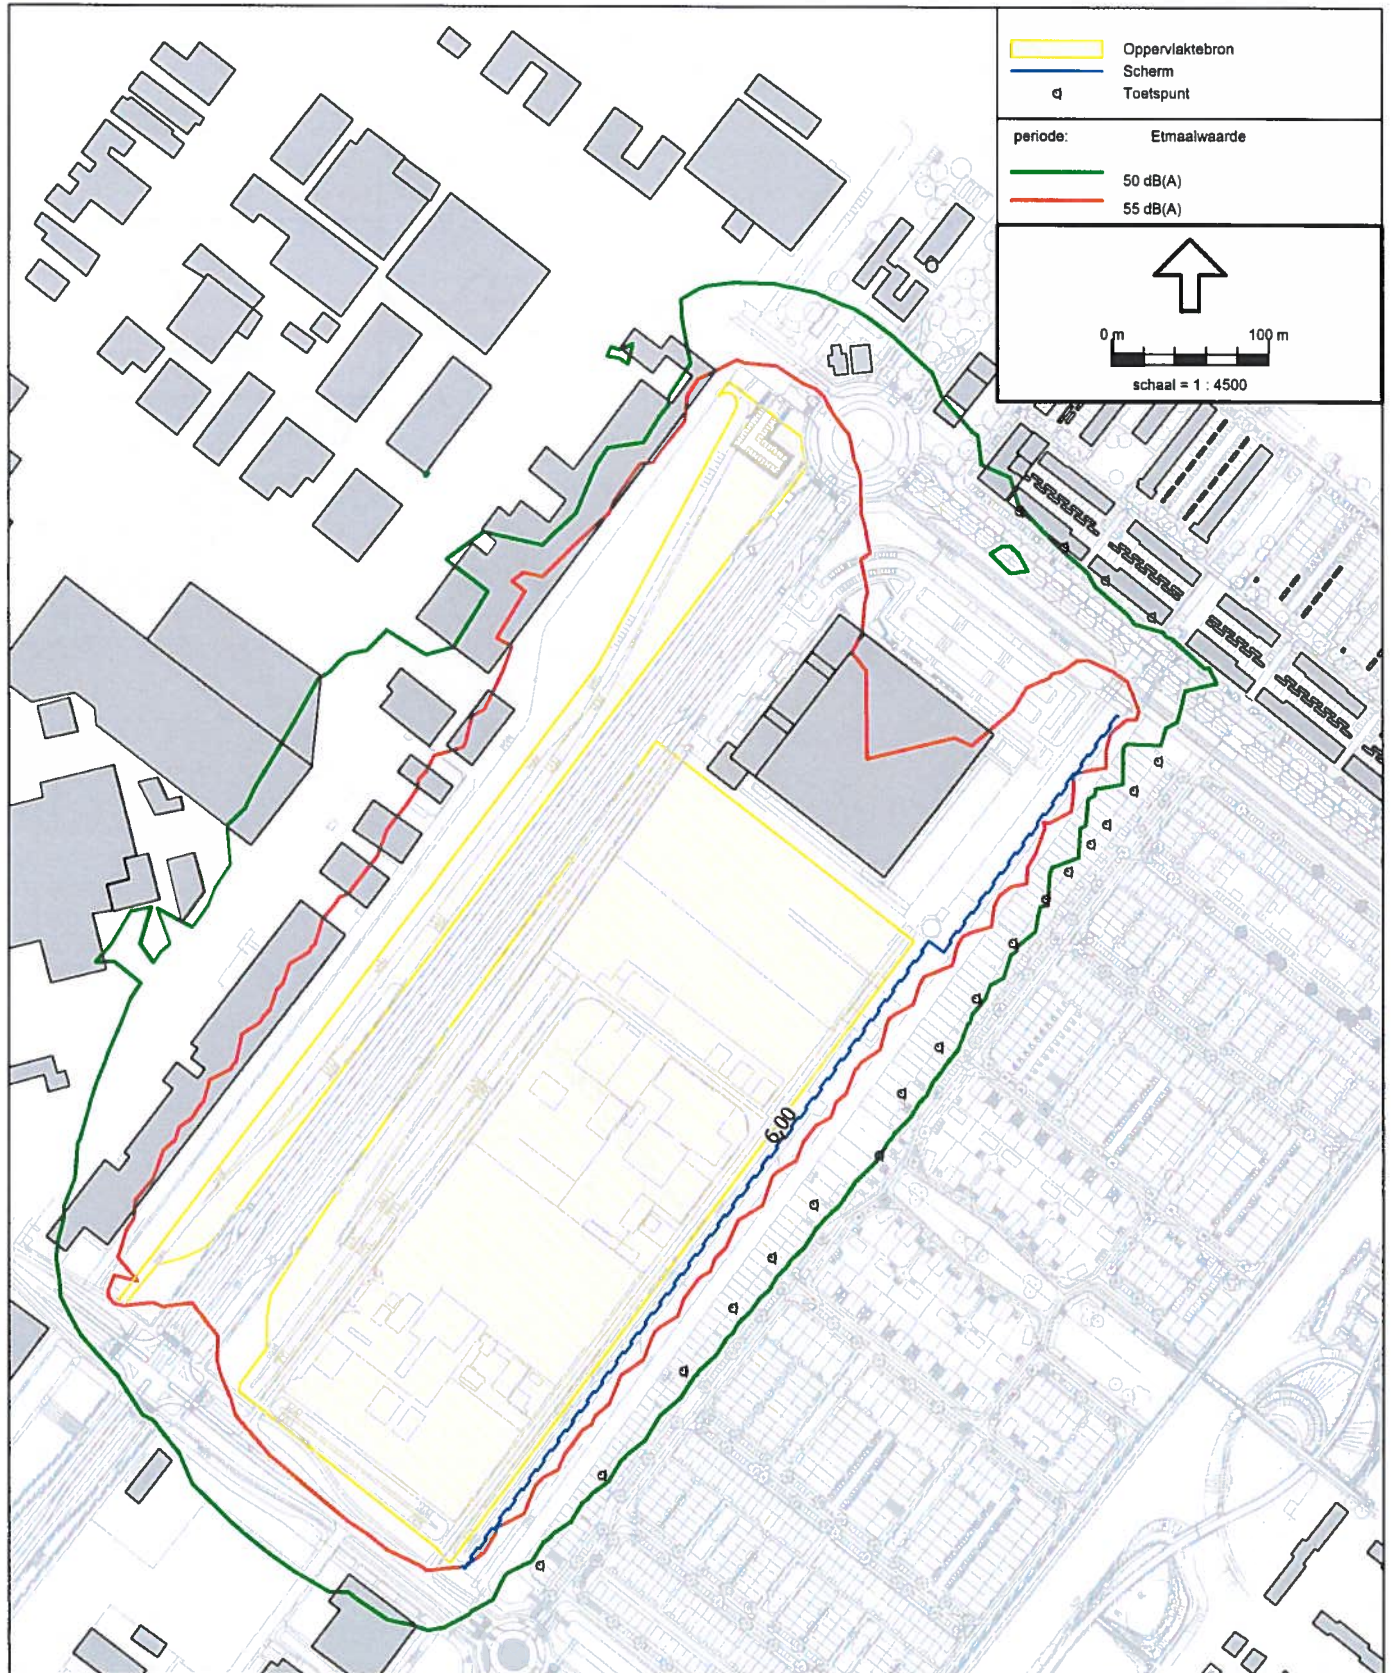 Oppervlaktebron
Scherm
Toetspunt
periode: Etmaalwaarde
50 dB(A)
55 dB(A)
0 m 100 m
schaal = 1 : 4500
6,00